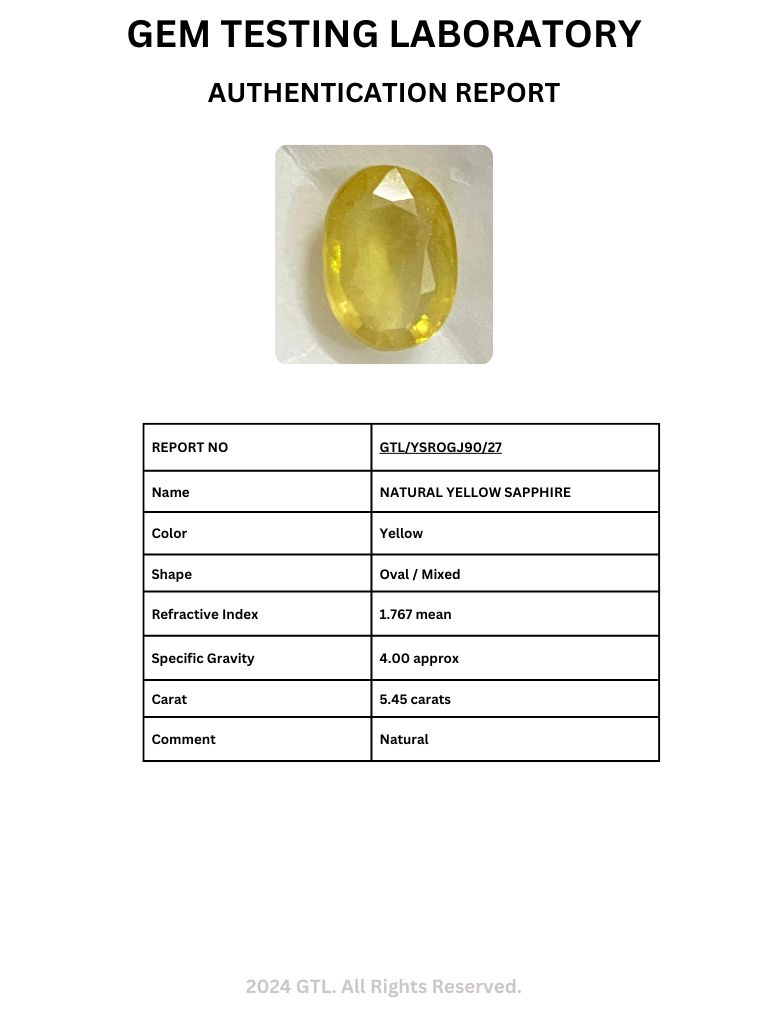 GEM TESTING LABORATORY
AUTHENTICATION REPORT
REPORT NO GTL/YSROGJ90/27
Name NATURAL YELLOW SAPPHIRE
Color Yellow
Shape Oval / Mixed
Refractive Index 1.767 mean
Specific Gravity 4.00 approx
Carat 5.45 carats
Comment Natural
2024 GTL. All Rights Reserved.